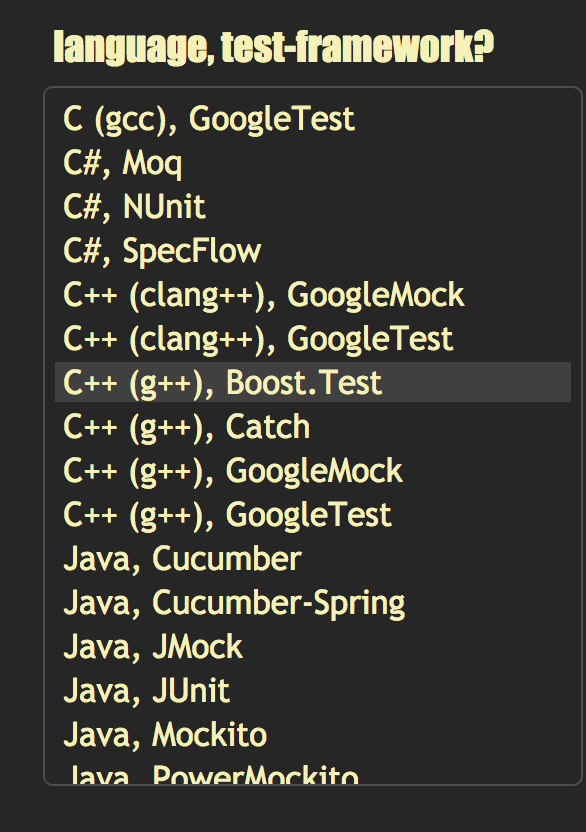 language, test-framework?
C (gcc), GoogleTest
C#, Moq
C#, NUnit
C#, SpecFlow
C++ (clang++), GoogleMock
C++ (clang++), GoogleTest
C++ (g++), Boost.Test
C++ (g++), Catch
C++ (g++), GoogleMock
C++ (g++), GoogleTest
Java, Cucumber
Java, Cucumber-Spring
Java, JMock
Java, JUnit
Java, Mockito
Java, PowerMockito